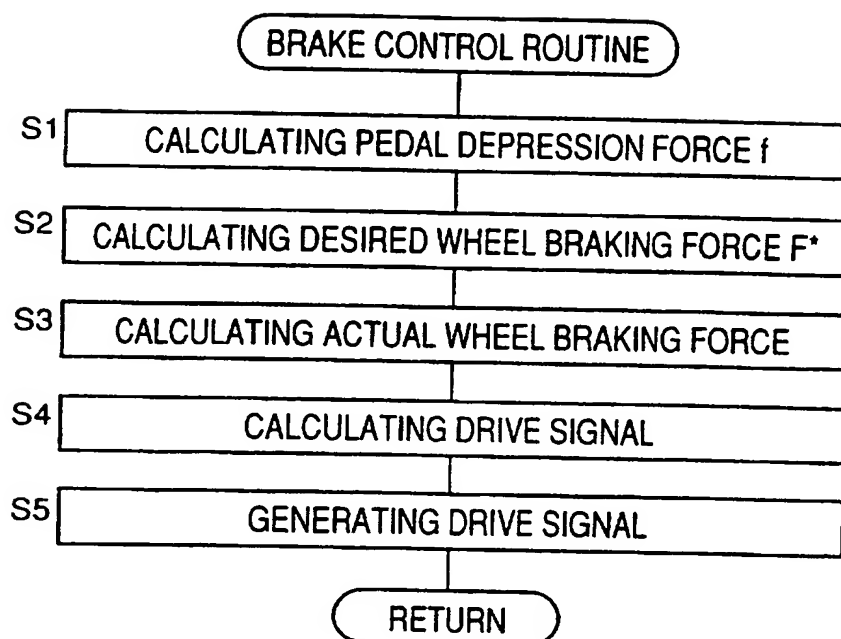 BRAKE CONTROL ROUTINE
S1 CALCULATING PEDAL DEPRESSION FORCE f
S2 CALCULATING DESIRED WHEEL BRAKING FORCE F*
S3 CALCULATING ACTUAL WHEEL BRAKING FORCE
S4 CALCULATING DRIVE SIGNAL
S5 GENERATING DRIVE SIGNAL
RETURN